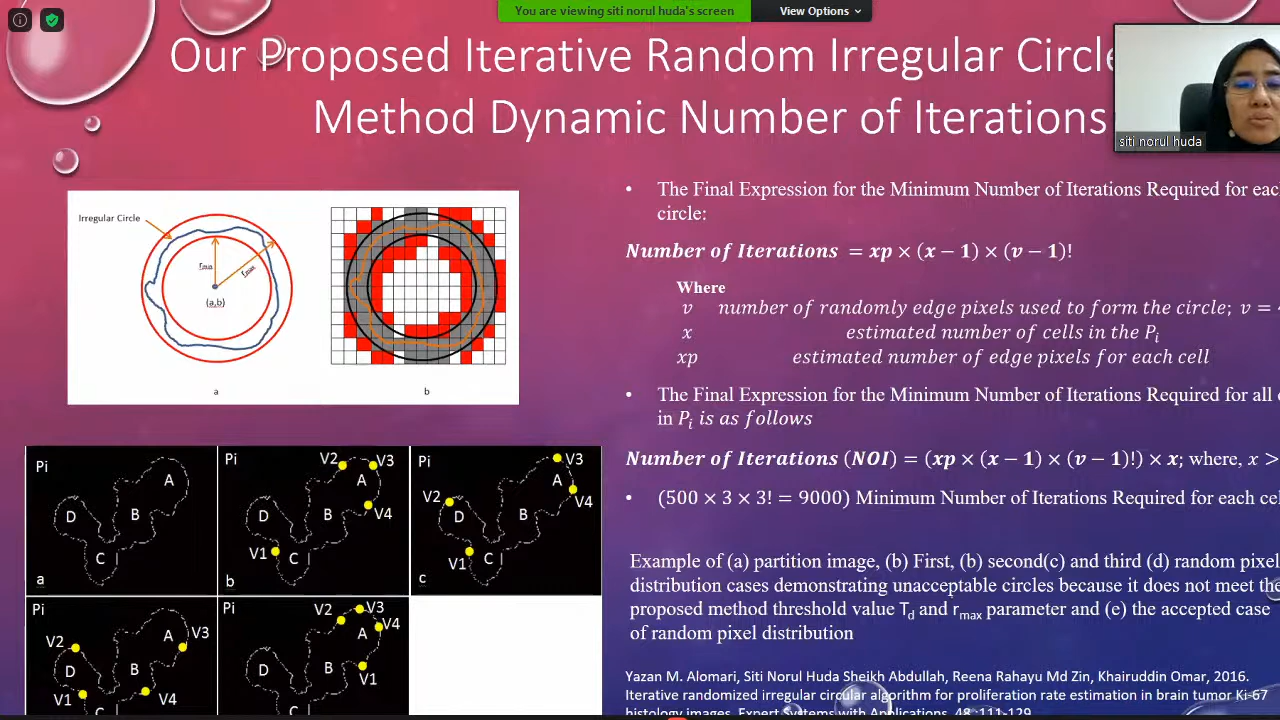 You are viewing siti norul huda's screen
View Options
Our Proposed Iterative Random Irregular Circle
Method Dynamic Number of Iterations
siti norul huda
Irregular Circle
rmin
rmax
(a,b)
a
b
• The Final Expression for the Minimum Number of Iterations Required for each
circle:
Number of Iterations = xp × (x − 1) × (v − 1)!
Where
v number of randomly edge pixels used to form the circle; v =
x estimated number of cells in the Pi
xp estimated number of edge pixels for each cell
• The Final Expression for the Minimum Number of Iterations Required for all
in Pi is as follows
Number of Iterations (NOI) = (xp × (x − 1) × (v − 1)!) × x; where, x >
• (500 × 3 × 3! = 9000) Minimum Number of Iterations Required for each
Example of (a) partition image, (b) First, (b) second(c) and third (d) random pixel
distribution cases demonstrating unacceptable circles because it does not meet the
proposed method threshold value Td and rmax parameter and (e) the accepted case
of random pixel distribution
Yazan M. Alomari, Siti Norul Huda Sheikh Abdullah, Reena Rahayu Md Zin, Khairuddin Omar, 2016.
Iterative randomized irregular circular algorithm for proliferation rate estimation in brain tumor Ki-67
histology images. Expert Systems with Applications, 48 :111-129
Pi A D B C a
Pi V2 V3 A D B V4 V1 C b
Pi V3 A V2 V4 D B V1 C c
Pi V2 A V3 D B V1 V4 C
Pi V2 V3 V4 A D B V1 C